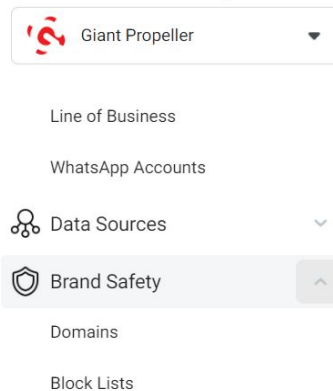 Giant Propeller
Line of Business
WhatsApp Accounts
Data Sources
Brand Safety
Domains
Block Lists